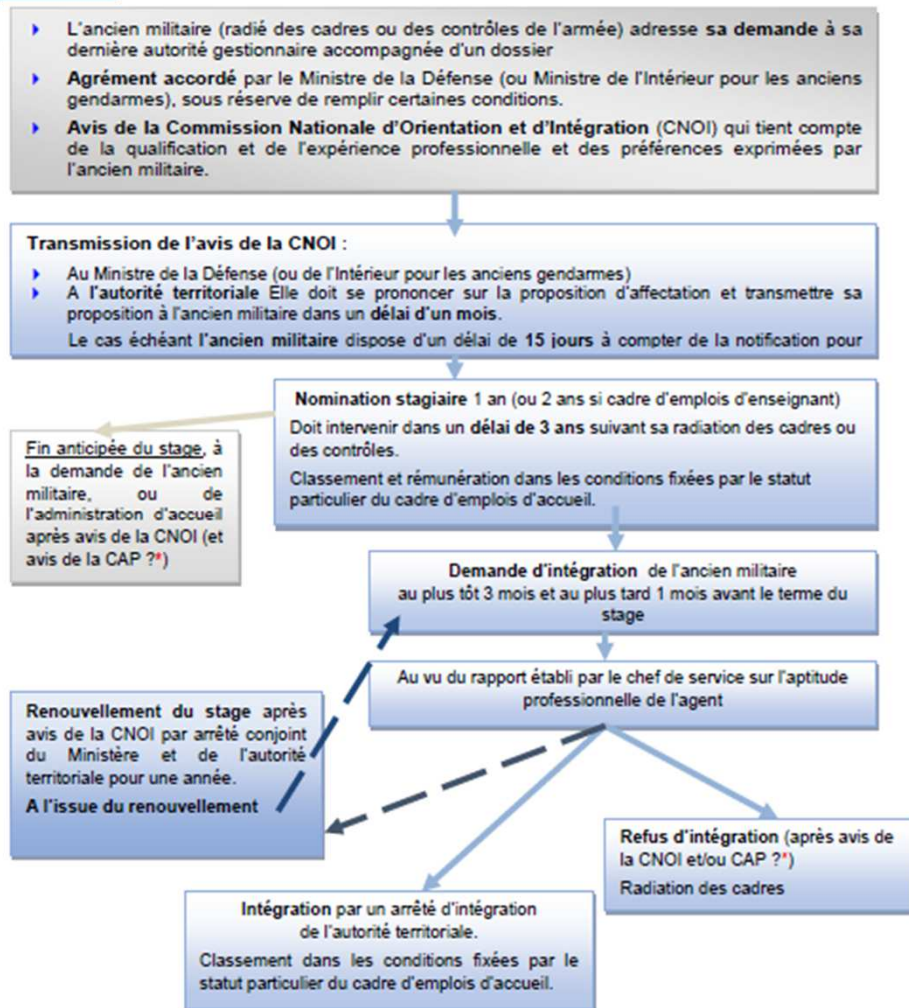 L'ancien militaire (radié des cadres ou des contrôles de l'armée) adresse sa demande à sa
dernière autorité gestionnaire accompagnée d'un dossier
Agrément accordé par le Ministre de la Défense (ou Ministre de l'Intérieur pour les anciens
gendarmes), sous réserve de remplir certaines conditions.
Avis de la Commission Nationale d'Orientation et d'Intégration (CNOI) qui tient compte
de la qualification et de l'expérience professionnelle et des préférences exprimées par
l'ancien militaire.
Transmission de l'avis de la CNOI :
Au Ministre de la Défense (ou de l'Intérieur pour les anciens gendarmes)
A l'autorité territoriale Elle doit se prononcer sur la proposition d'affectation et transmettre sa
proposition à l'ancien militaire dans un délai d'un mois.
Le cas échéant l'ancien militaire dispose d'un délai de 15 jours à compter de la notification pour
Nomination stagiaire 1 an (ou 2 ans si cadre d'emplois d'enseignant)
Doit intervenir dans un délai de 3 ans suivant sa radiation des cadres ou
des contrôles.
Classement et rémunération dans les conditions fixées par le statut
particulier du cadre d'emplois d'accueil.
Fin anticipée du stage, à
la demande de l'ancien
militaire, ou de
l'administration d'accueil
après avis de la CNOI (et
avis de la CAP ?*)
Demande d'intégration de l'ancien militaire
au plus tôt 3 mois et au plus tard 1 mois avant le terme du
stage
Au vu du rapport établi par le chef de service sur l'aptitude
professionnelle de l'agent
Renouvellement du stage après
avis de la CNOI par arrêté conjoint
du Ministère et de l'autorité
territoriale pour une année.
A l'issue du renouvellement
Refus d'intégration (après avis de
la CNOI et/ou CAP ?*)
Radiation des cadres
Intégration par un arrêté d'intégration
de l'autorité territoriale.
Classement dans les conditions fixées par le
statut particulier du cadre d'emplois d'accueil.